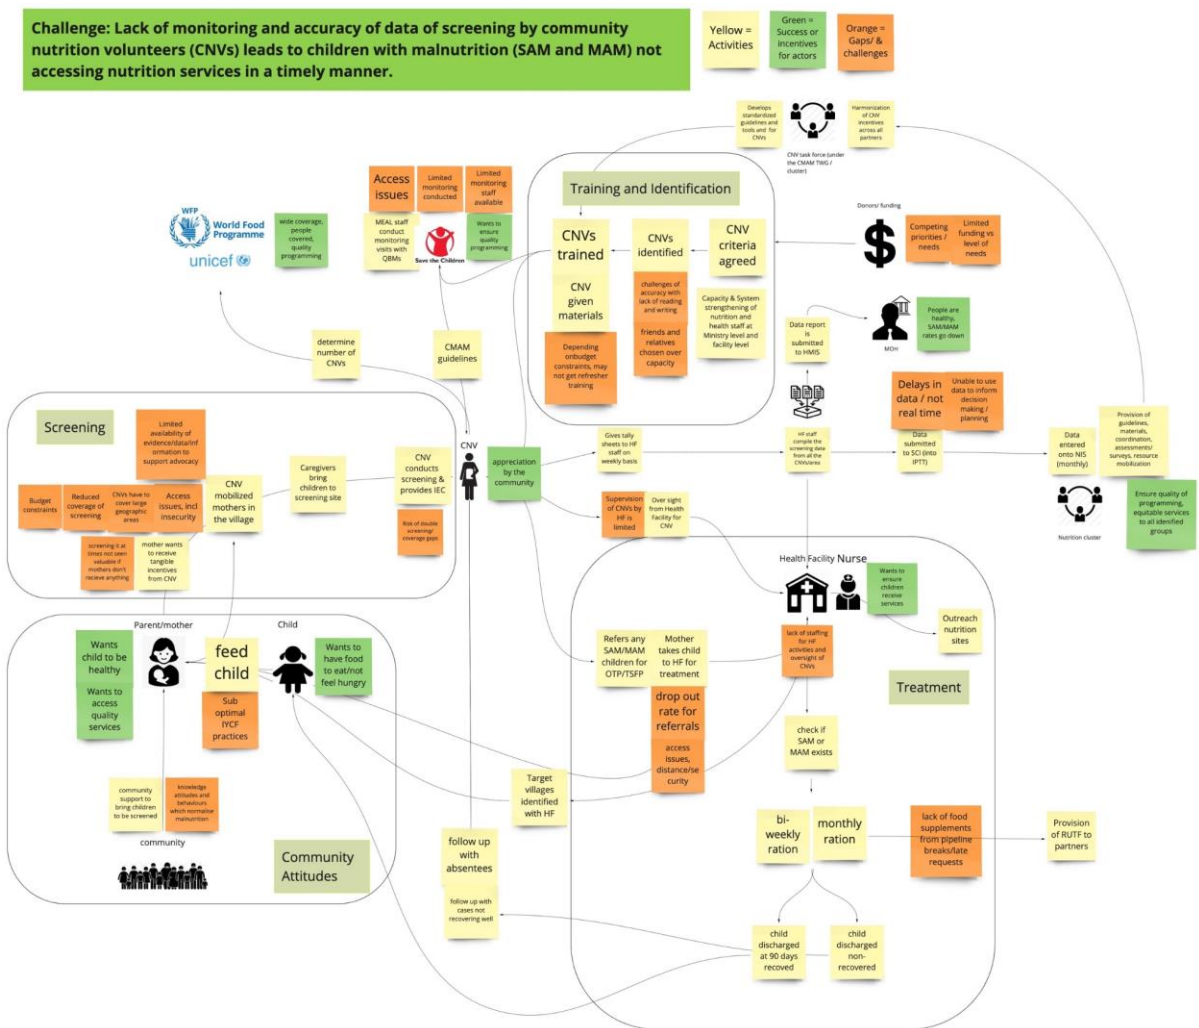 Challenge: Lack of monitoring and accuracy of data of screening by community
nutrition volunteers (CNVs) leads to children with malnutrition (SAM and MAM) not
accessing nutrition services in a timely manner.
Yellow =
Activities
Green =
Success or
incentives
for actors
Orange =
Gaps/ &
challenges
Develops
standardized
guidelines and
tools and for
CNVs
Harmonization
of CNV
incentives
across all
partners
CNV task force (under
the CMAM TWG /
cluster)
WFP
World Food
Programme
unicef
wide coverage,
people
covered,
quality
programming
Access
issues
Limited
monitoring
conducted
Limited
monitoring
staff
available
MEAL staff
conduct
monitoring
visits with
QBMs
Save the Children
Wants to
ensure
quality
programming
Training and Identification
CNVs
trained
CNVs
identified
CNV
criteria
agreed
CNV
given
materials
challenges of
accuracy with
lack of reading
and writing
friends and
relatives
chosen over
capacity
Capacity & System
strengthening of
nutrition and
health staff at
Ministry level and
facility level
Depending
onbudget
constraints, may
not get refresher
training
Donors/ funding
$
Competing
priorities /
needs
Limited
funding vs
level of
needs
Data report
is
submitted
to HMIS
MOH
People are
healthy,
SAM/MAM
rates go down
determine
number of
CNVs
CMAM
guidelines
Delays in
data / not
real time
Unable to use
data to inform
decision
making /
planning
Screening
Limited
availability of
evidence/data/inf
ormation to
support advocacy
Budget
constraints
Reduced
coverage of
screening
CNVs have to
cover large
geographic
areas
Access
issues, incl
insecurity
CNV
mobilized
mothers in
the village
Caregivers
bring
children to
screening site
CNV
conducts
screening &
provides IEC
Risk of double
screening/
coverage gaps
screening it at
times not seen
valuable if
mothers don't
recieve anything
mother wants
to receive
tangible
incentives
from CNV
CNV
appreciation
by the
community
Gives tally
sheets to HF
staff on
weekly basis
HF staff
compile the
screening data
from all the
CNVs/area
Data
submitted
to SCI (into
IPTT)
Data
entered
onto NIS
(monthly)
Provision of
guidelines,
materials,
coordination,
assessments/
surveys, resource
mobilization
Nutrition cluster
Ensure quality of
programming,
equitable services
to all idenified
groups
Supervision
of CNVs by
HF is
limited
Over sight
from Health
Facility for
CNV
Health Facility
Nurse
Wants to
ensure
children
receive
services
Outreach
nutrition
sites
lack of staffing
for HF
activities and
oversight of
CNVs
Treatment
Refers any
SAM/MAM
children for
OTP/TSFP
Mother
takes child
to HF for
treatment
drop out
rate for
referrals
access
issues,
distance/se
curity
check if
SAM or
MAM exists
Parent/mother
Child
Wants
child to be
healthy
Wants to
access
quality
services
feed
child
Sub
optimal
IYCF
practices
Wants to
have food
to eat/not
feel hungry
community
support to
bring children
to be screened
knowledge
attitudes and
behaviours
which normalise
malnutrition
community
Community
Attitudes
Target
villages
identified
with HF
follow up
with
absentees
follow up with
cases not
recovering well
bi-
weekly
ration
monthly
ration
lack of food
supplements
from pipeline
breaks/late
requests
Provision
of RUTF to
partners
child
discharged
at 90 days
recoved
child
discharged
non-
recovered